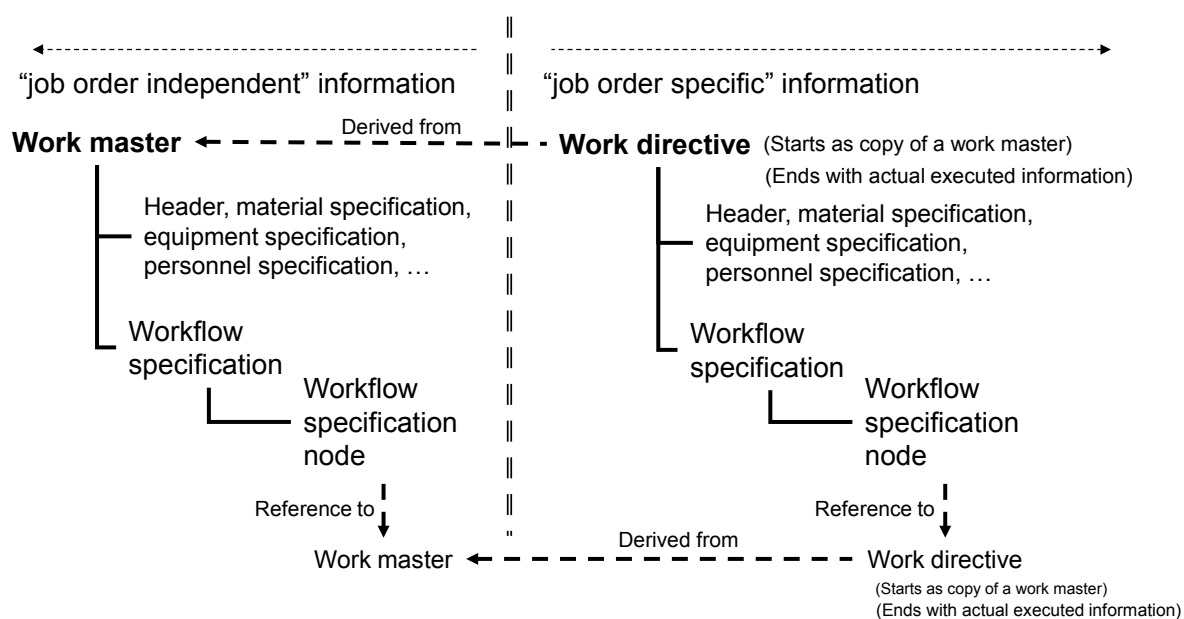 “job order independent” information
“job order specific” information
Derived from
Work master
Work directive (Starts as copy of a work master)
(Ends with actual executed information)
Header, material specification,
equipment specification,
personnel specification, …
Header, material specification,
equipment specification,
personnel specification, …
Workflow
specification
Workflow
specification
Workflow
specification
node
Workflow
specification
node
Reference to
Reference to
Derived from
Work master
Work directive
(Starts as copy of a work master)
(Ends with actual executed information)